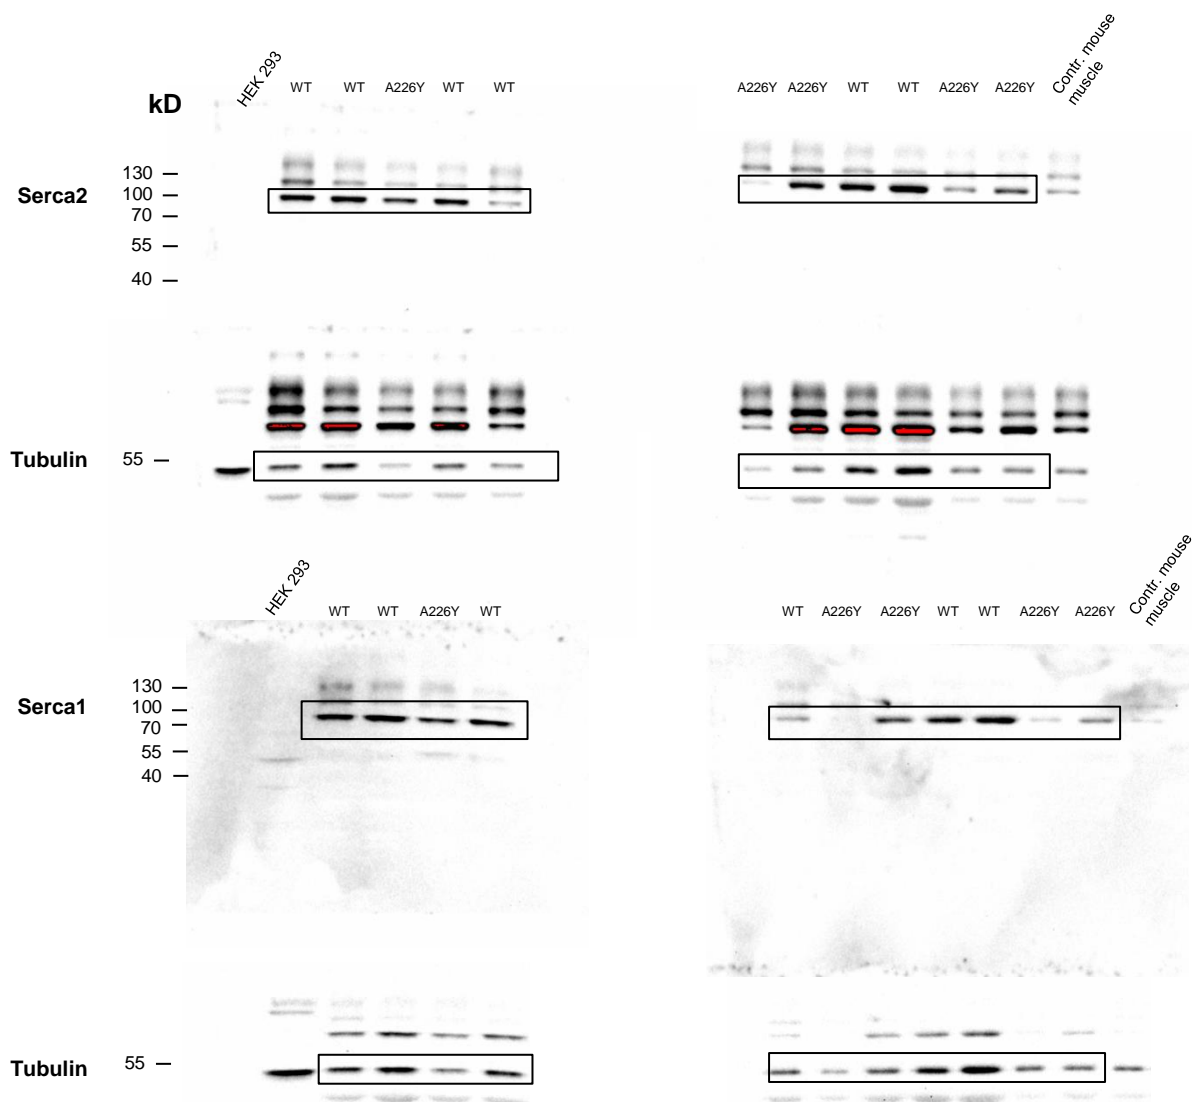 HEK 293 WT WT A226Y WT WT
A226Y A226Y WT WT A226Y A226Y Contr. mouse muscle
kD
130
Serca2 100
70
55
40
Tubulin 55
HEK 293 WT WT A226Y WT
WT A226Y A226Y WT WT A226Y A226Y Contr. mouse muscle
130
Serca1 100
70
55
40
Tubulin 55